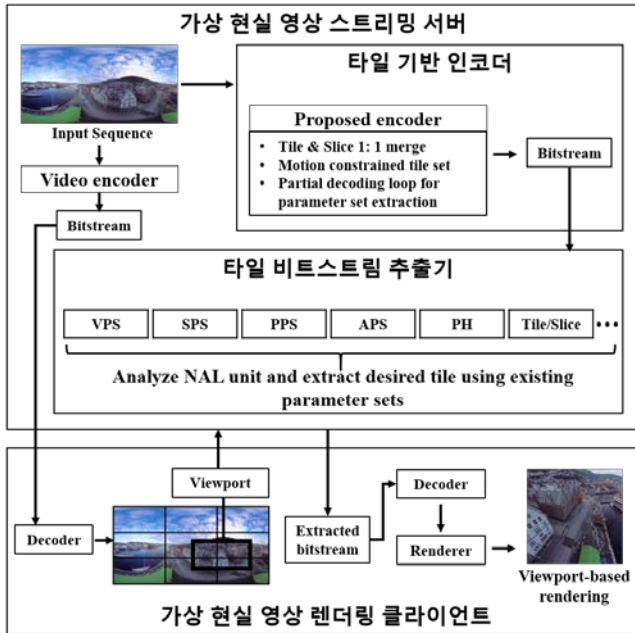 가상 현실 영상 스트리밍 서버
Input Sequence
Video encoder
Bitstream
타일 기반 인코더
Proposed encoder
• Tile & Slice 1: 1 merge
• Motion constrained tile set
• Partial decoding loop for
parameter set extraction
Bitstream
타일 비트스트림 추출기
VPS
SPS
PPS
APS
PH
Tile/Slice
•••
Analyze NAL unit and extract desired tile using existing
parameter sets
Viewport
Decoder
Extracted
bitstream
Decoder
Renderer
Viewport-based
rendering
가상 현실 영상 렌더링 클라이언트